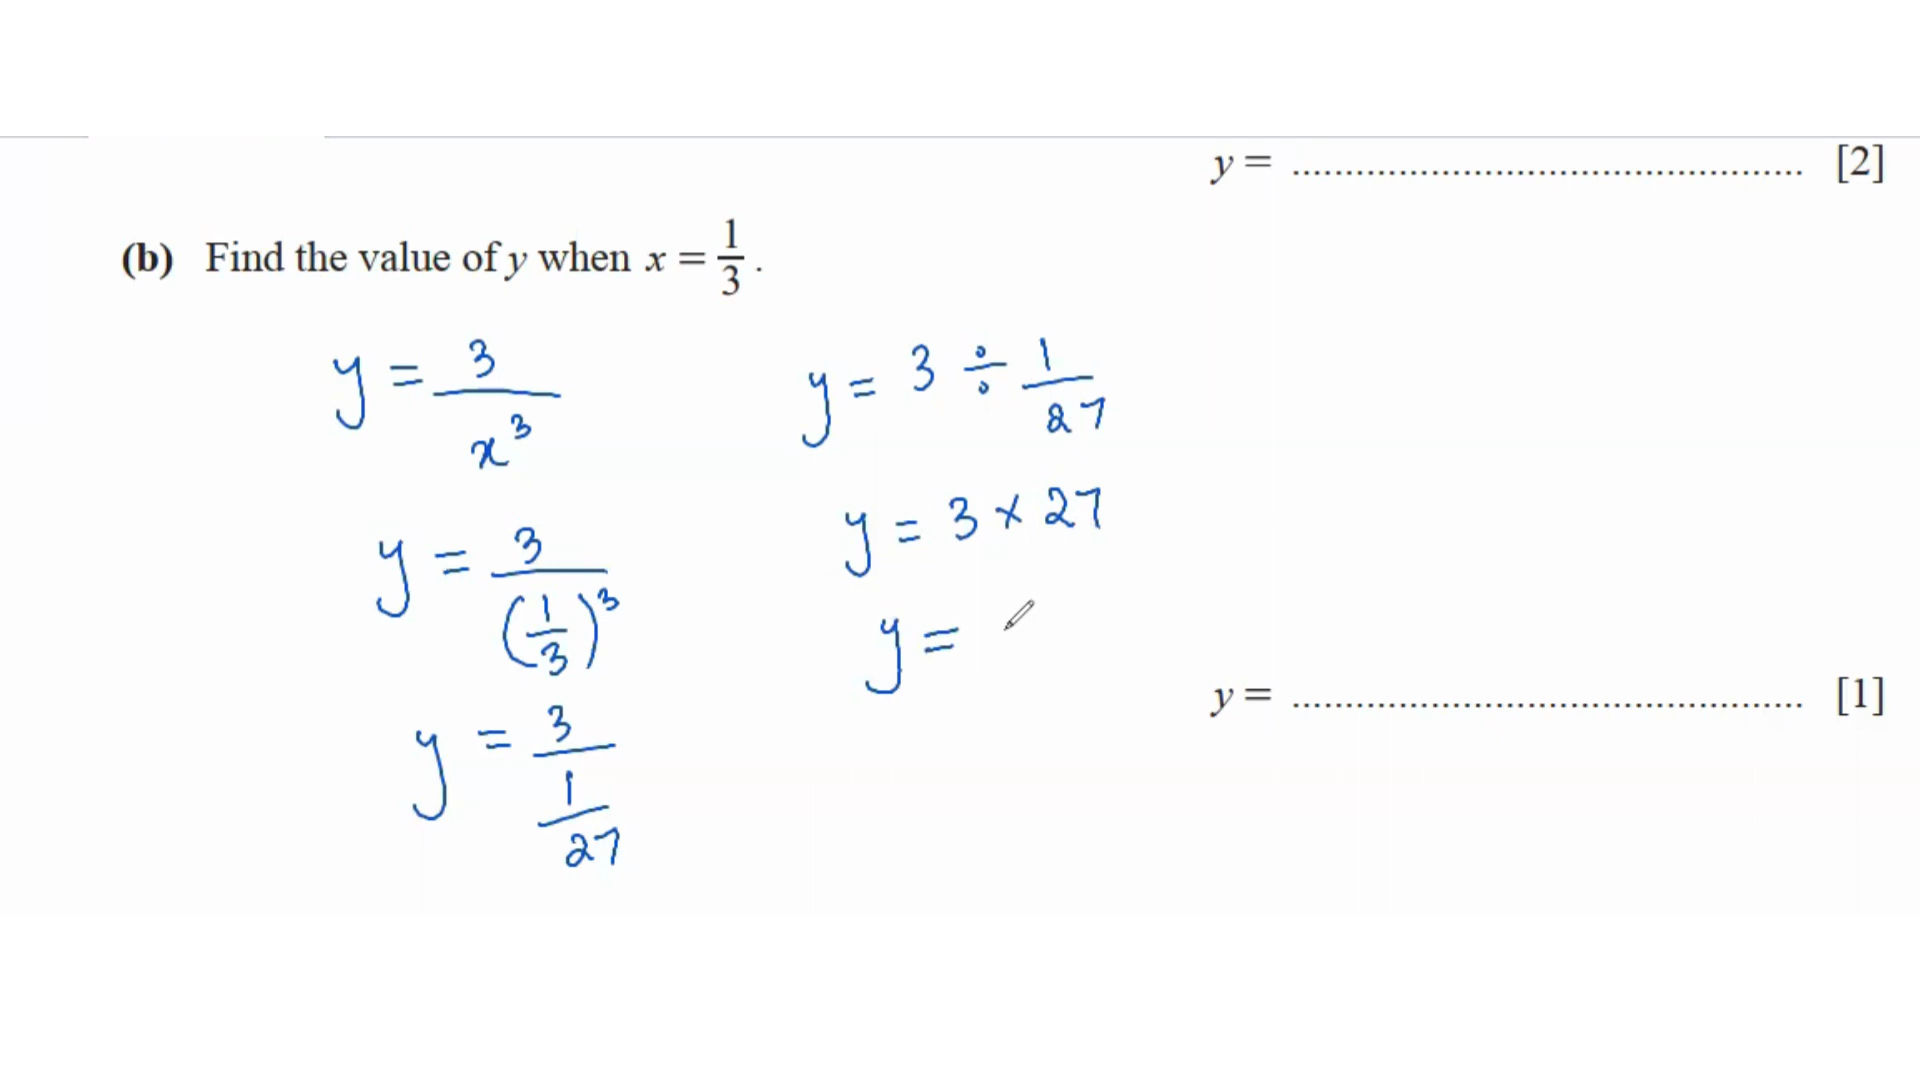 y = ................................................ [2]
(b) Find the value of y when x = 1/3 .
y = 3/x³
y = 3/(1/3)³
y = 3/(1/27)
y = 3 ÷ 1/27
y = 3 × 27
y =
y = ................................................ [1]